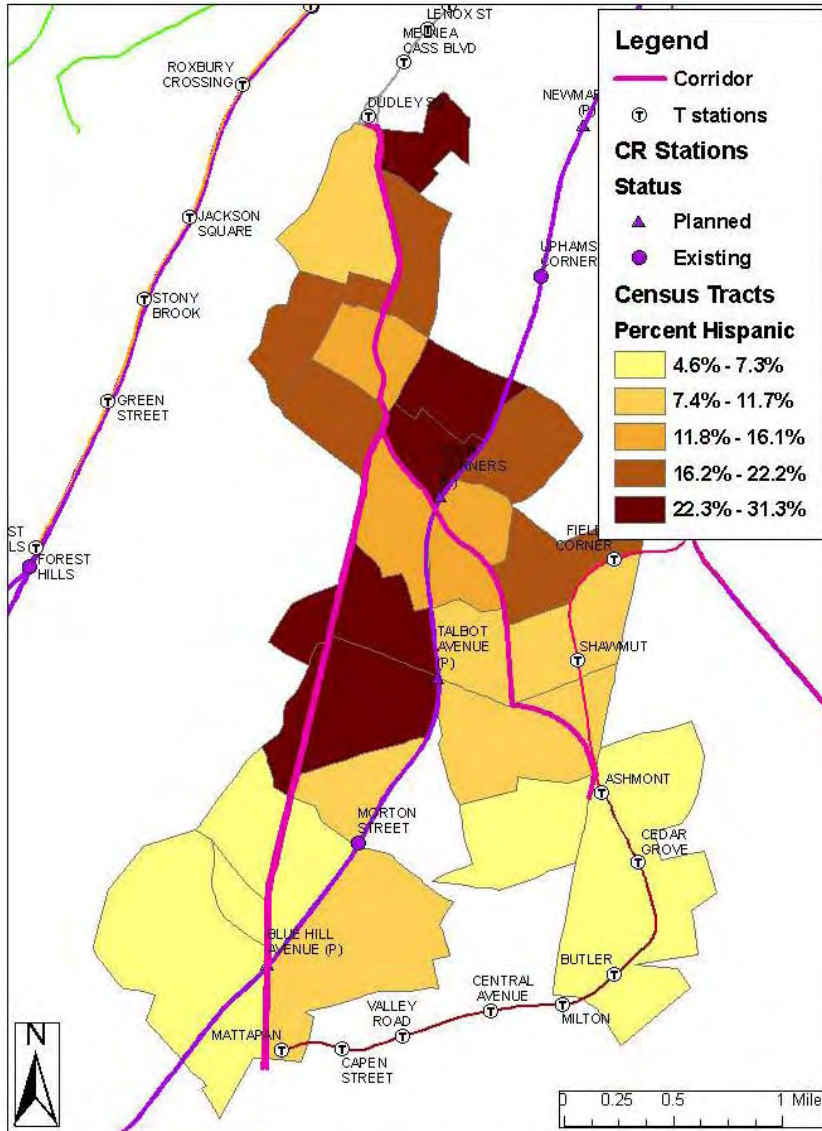 LENOX ST
CASS BLVD
ROXBURY
CROSSING
DUDLEY
JACKSON
SQUARE
STONY
BROOK
UPHAMS
CORNER
GREEN
STREET
CORNERS
FOREST
HILLS
FIELDS
CORNER
TALBOT
AVENUE
(P)
SHAWMUT
ASHMONT
MORTON
STREET
CEDAR
GROVE
BLUE HILL
AVENUE (P)
BUTLER
CENTRAL
AVENUE
VALLEY
ROAD
MILTON
MATTAPAN
CAPEN
STREET
N
0 0.25 0.5 1 Mile
Legend
Corridor
T stations
CR Stations
Status
Planned
Existing
Census Tracts
Percent Hispanic
4.6% - 7.3%
7.4% - 11.7%
11.8% - 16.1%
16.2% - 22.2%
22.3% - 31.3%